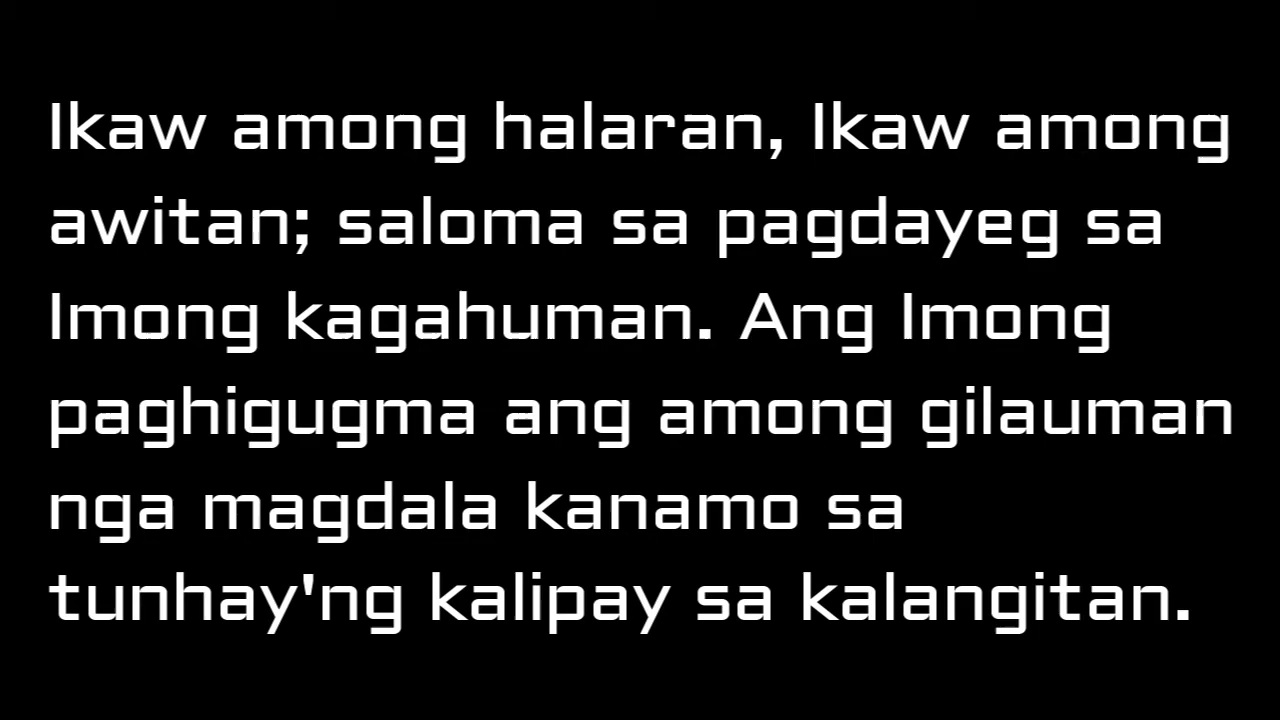 Ikaw among halaran, Ikaw among
awitan; saloma sa pagdayeg sa
Imong kagahuman. Ang Imong
paghigugma ang among gilauman
nga magdala kanamo sa
tunhay'ng kalipay sa kalangitan.